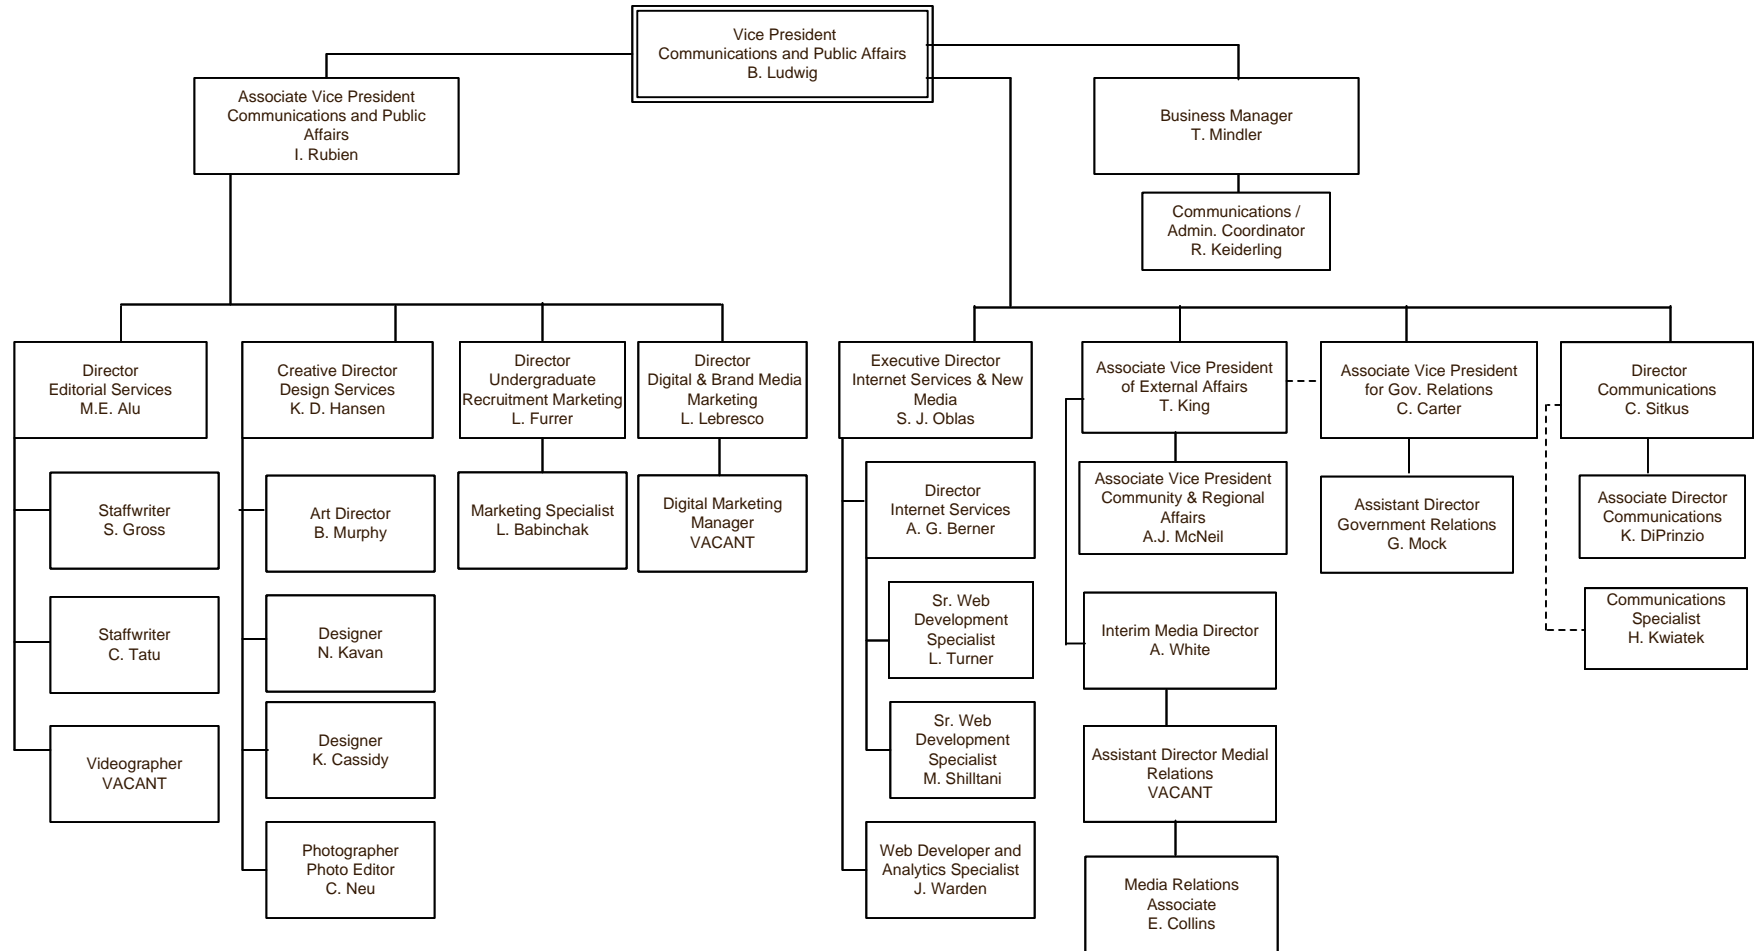 Vice President
Communications and Public Affairs
B. Ludwig
Associate Vice President
Communications and Public
Affairs
I. Rubien
Business Manager
T. Mindler
Communications /
Admin. Coordinator
R. Keiderling
Director
Editorial Services
M.E. Alu
Creative Director
Design Services
K. D. Hansen
Director
Undergraduate
Recruitment Marketing
L. Furrer
Director
Digital & Brand Media
Marketing
L. Lebresco
Executive Director
Internet Services & New
Media
S. J. Oblas
Associate Vice President
of External Affairs
T. King
Associate Vice President
for Gov. Relations
C. Carter
Director
Communications
C. Sitkus
Staffwriter
S. Gross
Art Director
B. Murphy
Marketing Specialist
L. Babinchak
Digital Marketing
Manager
VACANT
Director
Internet Services
A. G. Berner
Associate Vice President
Community & Regional
Affairs
A.J. McNeil
Assistant Director
Government Relations
G. Mock
Associate Director
Communications
K. DiPrinzio
Staffwriter
C. Tatu
Designer
N. Kavan
Sr. Web
Development
Specialist
L. Turner
Interim Media Director
A. White
Communications
Specialist
H. Kwiatek
Videographer
VACANT
Designer
K. Cassidy
Sr. Web
Development
Specialist
M. Shilltani
Assistant Director Medial
Relations
VACANT
Photographer
Photo Editor
C. Neu
Web Developer and
Analytics Specialist
J. Warden
Media Relations
Associate
E. Collins